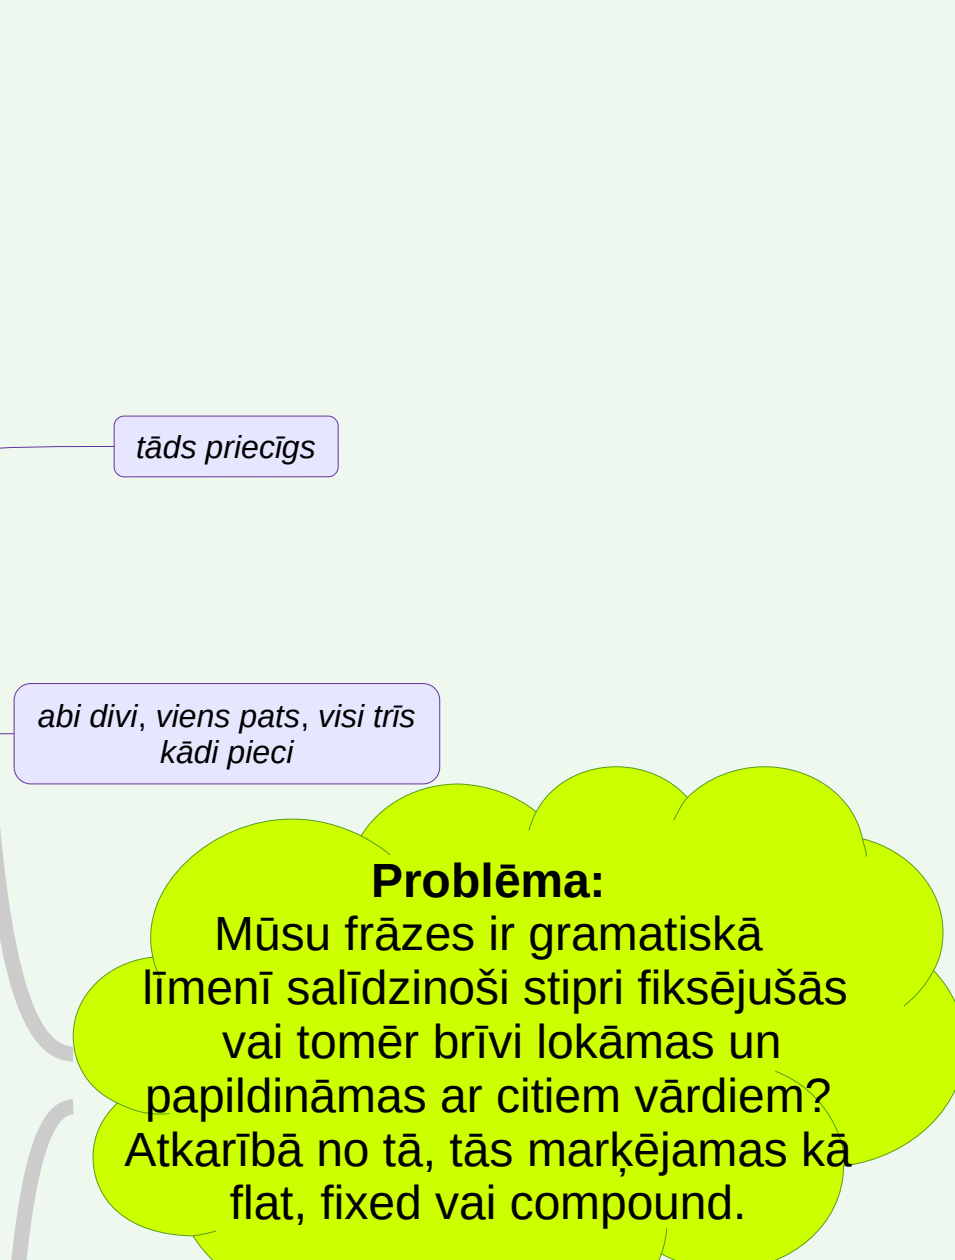 tāds priecīgs
abi divi, viens pats, visi trīs
kādi pieci
Problēma:
Mūsu frāzes ir gramatiskā
līmenī salīdzinoši stipri fiksējušās
vai tomēr brīvi lokāmas un
papildināmas ar citiem vārdiem?
Atkarībā no tā, tās marķējamas kā
flat, fixed vai compound.